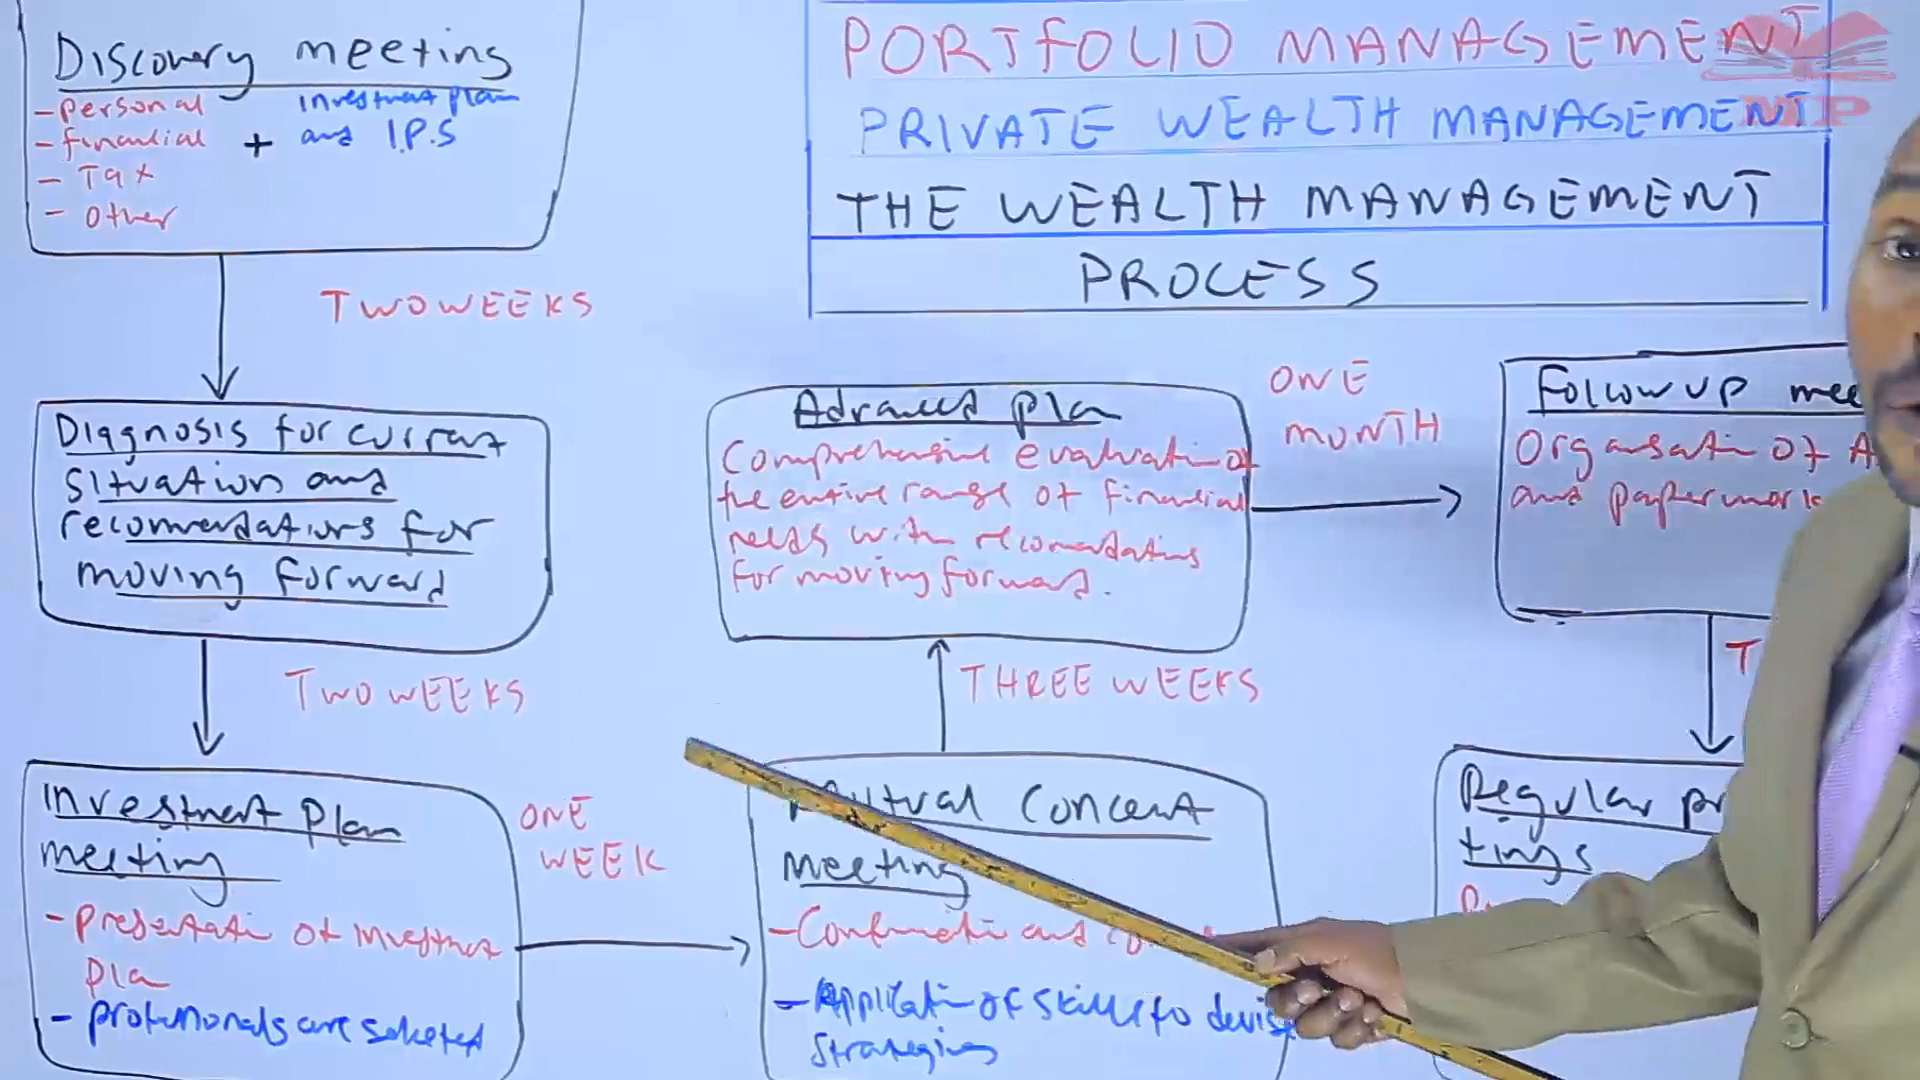 Discovery meeting
- personal
- financial
- Tax
- other
+
investment plan
and I.P.S
PORTFOLIO MANAGEMENT
PRIVATE WEALTH MANAGEMENT
THE WEALTH MANAGEMENT
PROCESS
MP
TWO WEEKS
Diagnosis for current
situation and
recommendations for
moving forward
TWO WEEKS
Investment plan
meeting
- presentation of investment
plan
- professionals are selected
ONE
WEEK
Mutual Concent
Meeting
- Confirmation and
- Application of skills to devise
strategies
THREE WEEKS
Advanced plan
Comprehensive evaluation of
the entire range of financial
needs with recommendations
for moving forward.
ONE
MONTH
Follow up mee
Organisation of
and paperwork
T
Regular pr
tings